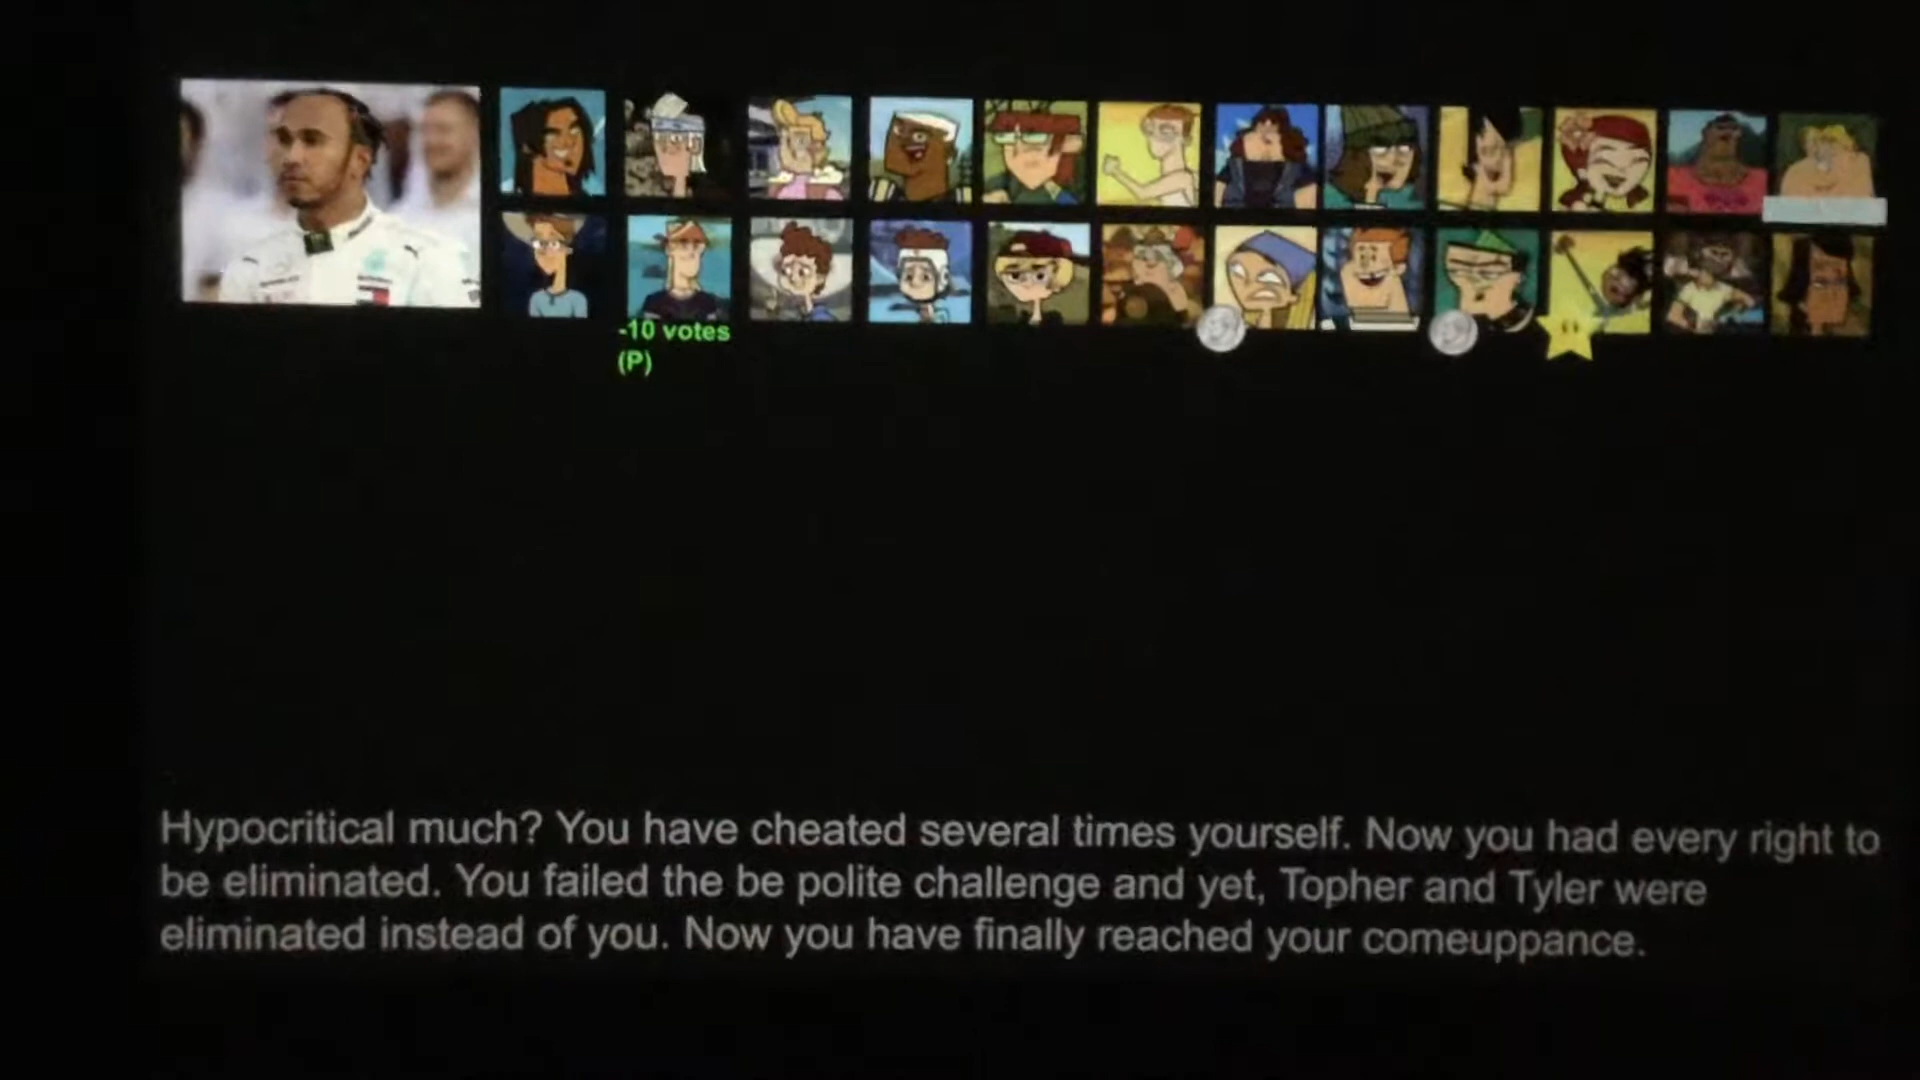 -10 votes
(P)
Hypocritical much? You have cheated several times yourself. Now you had every right to
be eliminated. You failed the be polite challenge and yet, Topher and Tyler were
eliminated instead of you. Now you have finally reached your comeuppance.